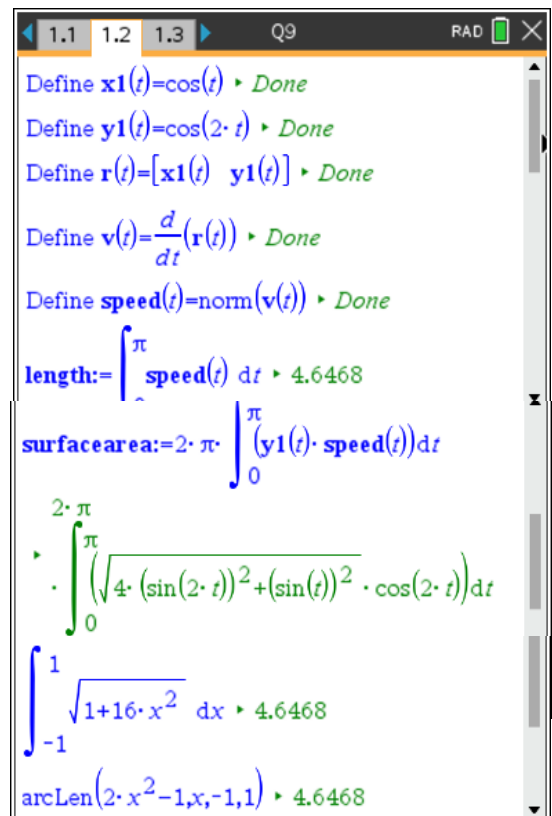 1.1 1.2 1.3 Q9 RAD
Define x1(t)=cos(t) ▸ Done
Define y1(t)=cos(2· t) ▸ Done
Define r(t)=[x1(t) y1(t)] ▸ Done
Define v(t)=d/dt(r(t)) ▸ Done
Define speed(t)=norm(v(t)) ▸ Done
length:=∫ π speed(t) dt ▸ 4.6468
surfacearea:=2· π· ∫ π 0 (y1(t)· speed(t))dt
▸ 2· π
· ∫ π 0 (√(4· (sin(2· t))²+(sin(t))²) · cos(2· t))dt
∫ 1 -1 √(1+16· x²) dx ▸ 4.6468
arcLen(2· x²−1,x,-1,1) ▸ 4.6468